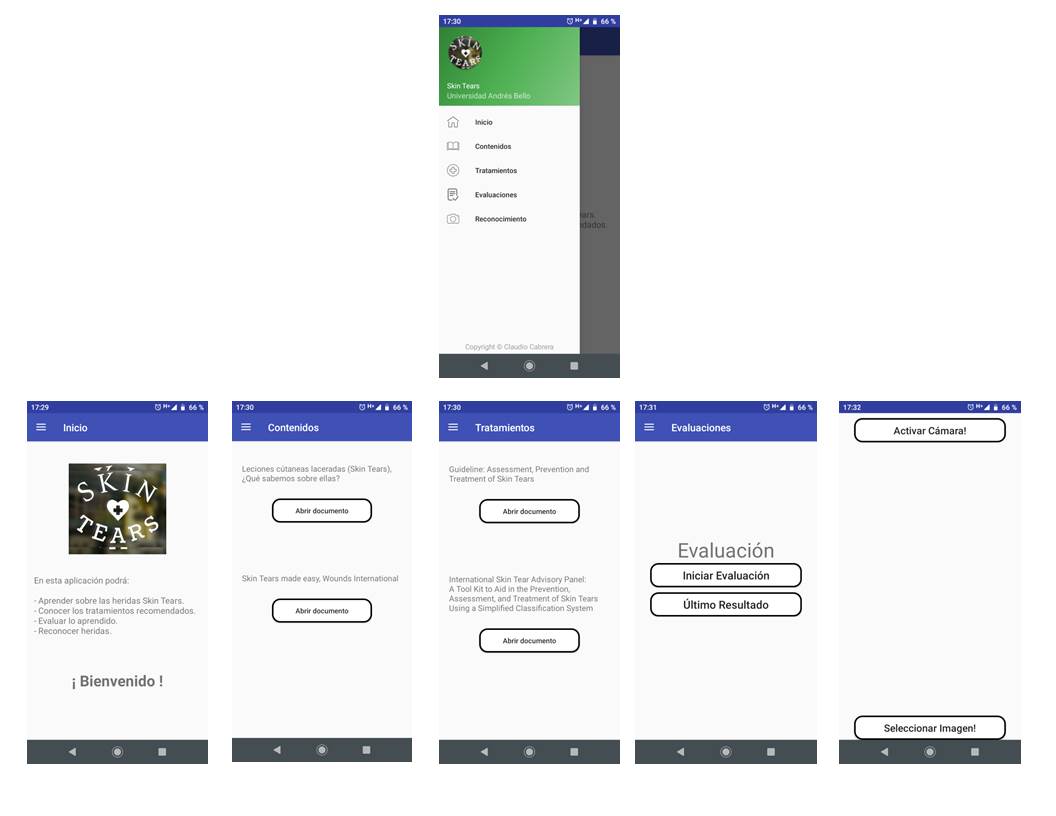 17:30
H+
66 %
SKIN
TEARS
Skin Tears
Universidad Andrés Bello
Inicio
Contenidos
Tratamientos
Evaluaciones
Reconocimiento
ears.
ndados.
Copyright © Claudio Cabrera
17:29
H+
66 %
Inicio
SKIN
TEARS
En esta aplicación podrá:
- Aprender sobre las heridas Skin Tears.
- Conocer los tratamientos recomendados.
- Evaluar lo aprendido.
- Reconocer heridas.
¡ Bienvenido !
17:30
H+
66 %
Contenidos
Leciones cútaneas laceradas (Skin Tears),
¿Qué sabemos sobre ellas?
Abrir documento
Skin Tears made easy, Wounds International
Abrir documento
17:30
H+
66 %
Tratamientos
Guideline: Assessment, Prevention and
Treatment of Skin Tears
Abrir documento
International Skin Tear Advisory Panel:
A Tool Kit to Aid in the Prevention,
Assessment, and Treatment of Skin Tears
Using a Simplified Classification System
Abrir documento
17:31
H+
66 %
Evaluaciones
Evaluación
Iniciar Evaluación
Último Resultado
17:32
H+
66 %
Activar Cámara!
Seleccionar Imagen!